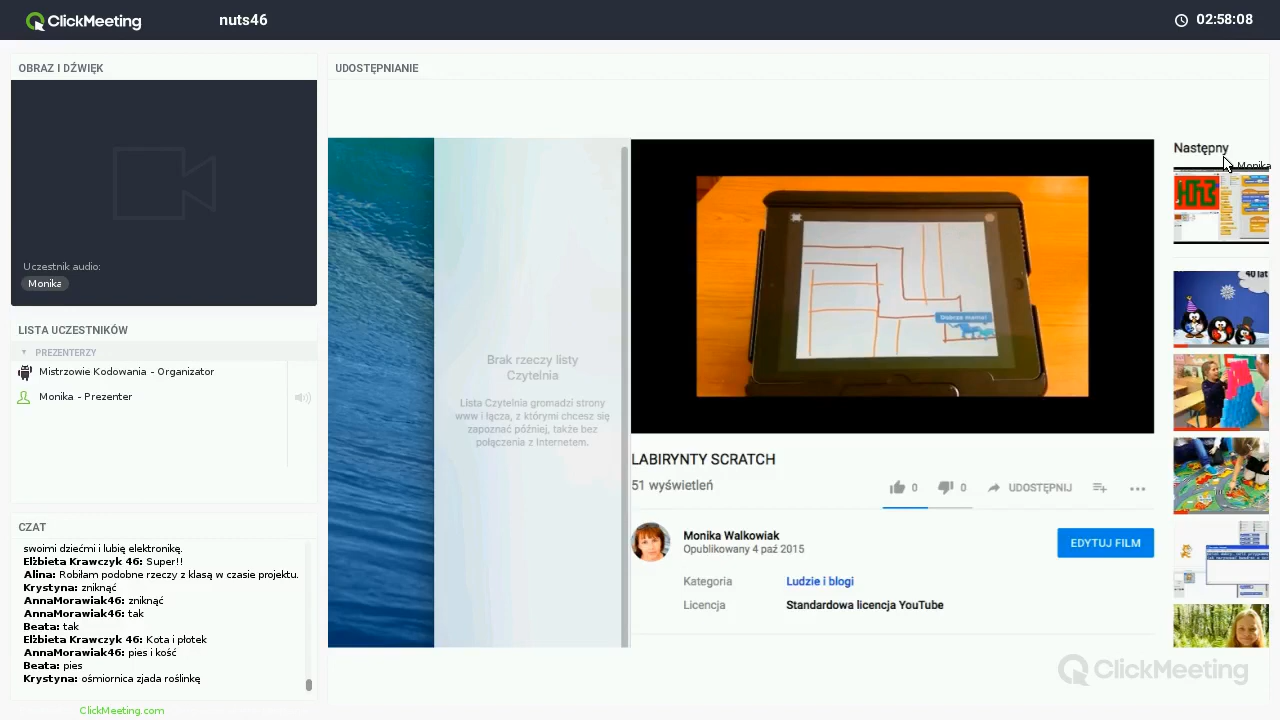 ClickMeeting
nuts46
02:58:08
OBRAZ I DŹWIĘK
Uczestnik audio:
Monika
LISTA UCZESTNIKÓW
PREZENTERZY
Mistrzowie Kodowania - Organizator
Monika - Prezenter
CZAT
swoimi dziećmi i lubię elektronikę.
Elżbieta Krawczyk 46: Super!!
Alina: Robiłam podobne rzeczy z klasą w czasie projektu.
Krystyna: zniknąć
AnnaMorawiak46: zniknąć
AnnaMorawiak46: tak
Beata: tak
Elżbieta Krawczyk 46: Kota i płotek
AnnaMorawiak46: pies i kość
Beata: pies
Krystyna: ośmiornica zjada roślinkę
ClickMeeting.com
UDOSTĘPNIANIE
Brak rzeczy listy
Czytelnia
Lista Czytelnia gromadzi strony
www i łącza, z którymi chcesz się
zapoznać później, także bez
połączenia z Internetem.
Dobrze mamo!
LABIRYNTY SCRATCH
51 wyświetleń
0
0
UDOSTĘPNIJ
Monika Walkowiak
Opublikowany 4 paź 2015
EDYTUJ FILM
Kategoria
Ludzie i blogi
Licencja
Standardowa licencja YouTube
Następny
Monika
40 lat
ClickMeeting